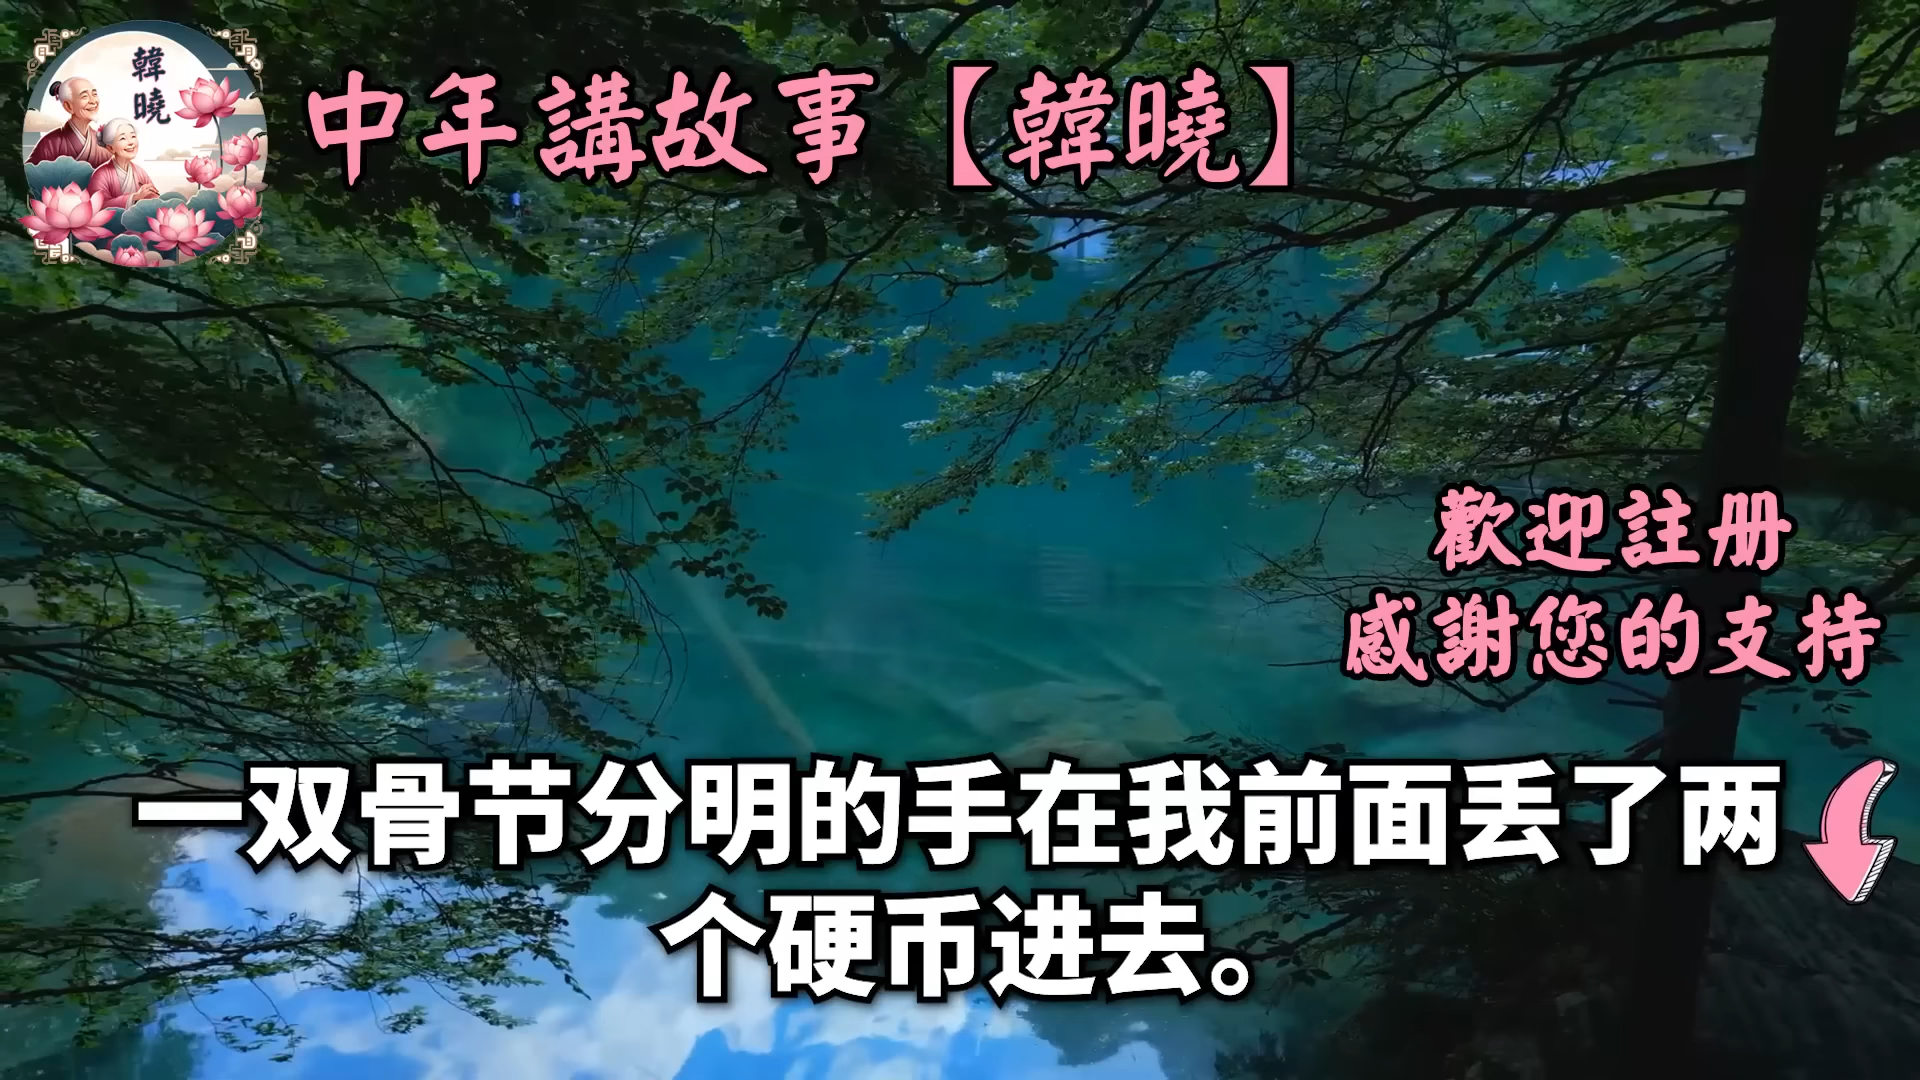 韓曉
中年講故事【韓曉】
歡迎註册
感謝您的支持
一双骨节分明的手在我前面丢了两
个硬币进去。